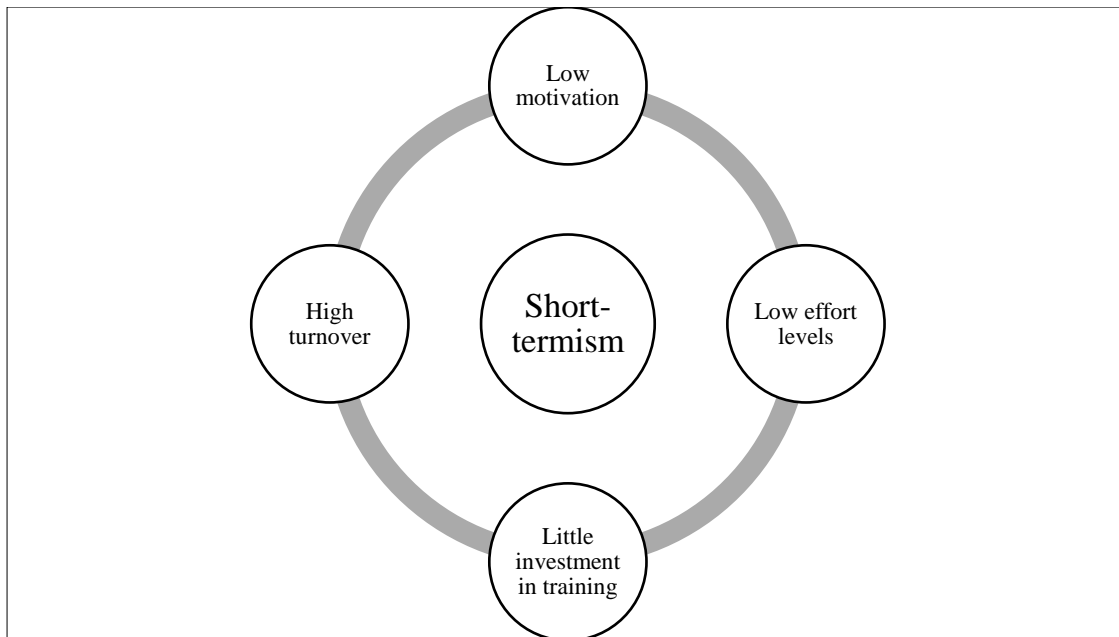 Low
motivation
High
turnover
Short-
termism
Low effort
levels
Little
investment
in training